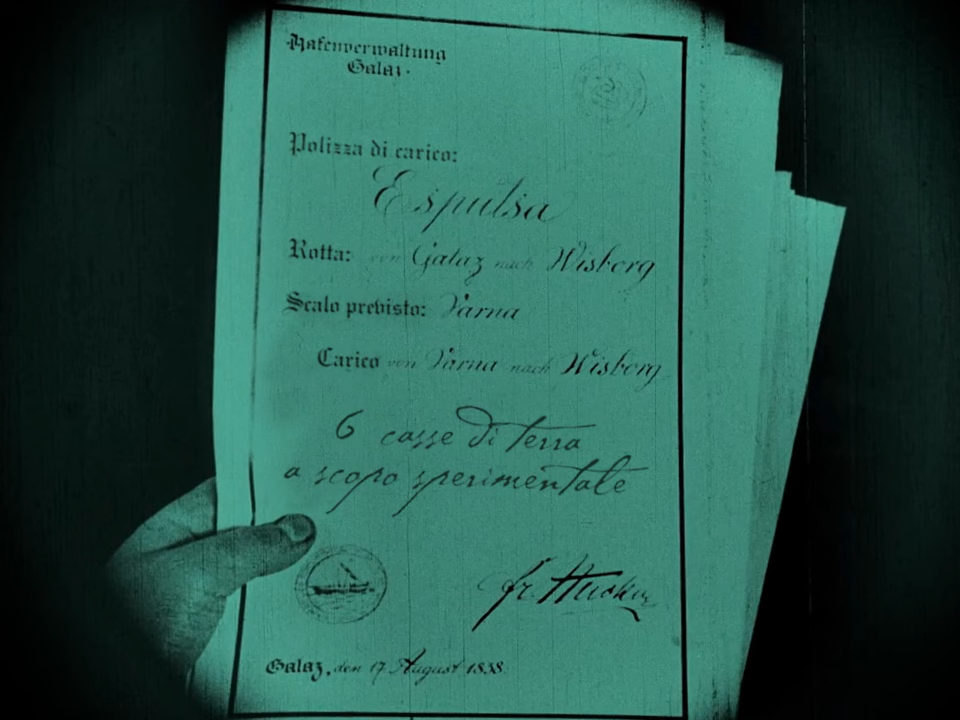 Hafenverwaltung
Galaz.
Polizza di carico:
Espulsa
Rotta: von Galaz nach Wisborg
Scalo previsto: Varna
Carico von Varna nach Wisborg
6 casse di terra
a scopo sperimentale
Galaz, den 17 August 1838